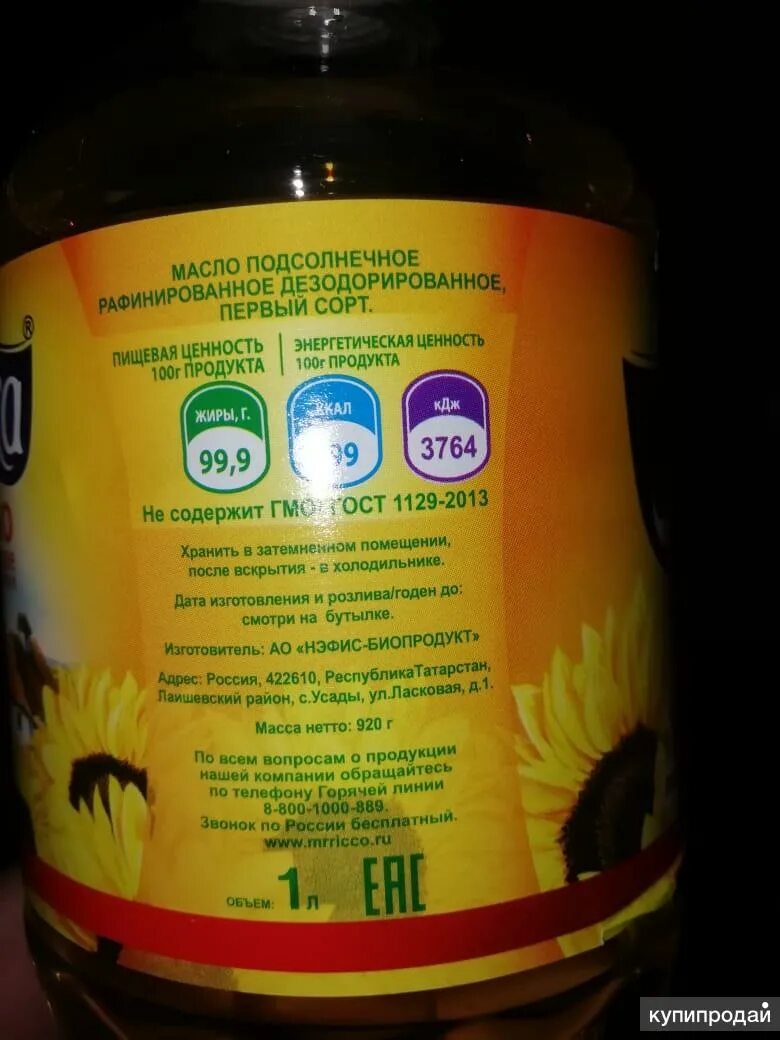 МАСЛО ПОДСОЛНЕЧНОЕ
РАФИНИРОВАННОЕ ДЕЗОДОРИРОВАННОЕ,
ПЕРВЫЙ СОРТ.
ПИЩЕВАЯ ЦЕННОСТЬ
100г ПРОДУКТА
ЭНЕРГЕТИЧЕСКАЯ ЦЕННОСТЬ
100г ПРОДУКТА
ЖИРЫ, Г.
99,9
ККАЛ
кДж
3764
Не содержит ГМО. ГОСТ 1129-2013
Хранить в затемненном помещении,
после вскрытия - в холодильнике.
Дата изготовления и розлива/годен до:
смотри на бутылке.
Изготовитель: АО «НЭФИС-БИОПРОДУКТ»
Адрес: Россия, 422610, РеспубликаТатарстан,
Лаишевский район, с.Усады, ул.Ласковая, д.1.
Масса нетто: 920 г
По всем вопросам о продукции
нашей компании обращайтесь
по телефону Горячей линии
8-800-1000-889.
Звонок по России бесплатный.
www.mrricco.ru
ОБЪЕМ: 1 л
ЕАС
купипродай